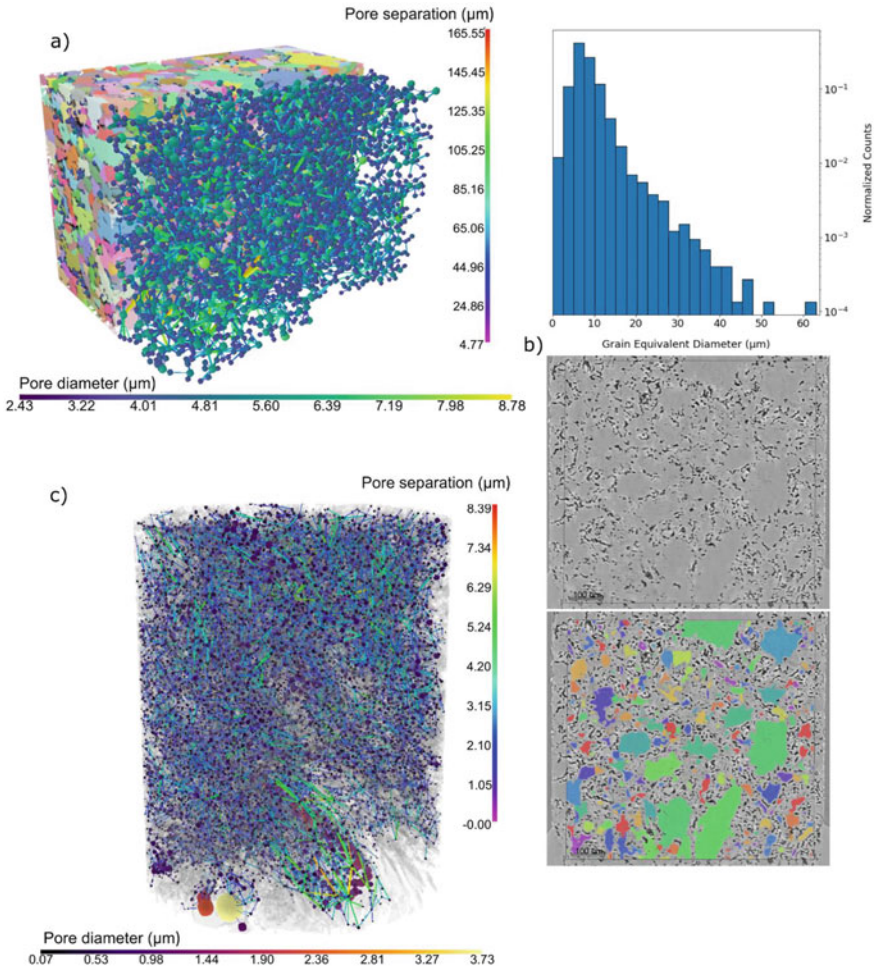 a)
Pore separation (µm)
165.55
145.45
125.35
105.25
85.16
65.06
44.96
24.86
4.77
Pore diameter (µm)
2.43 3.22 4.01 4.81 5.60 6.39 7.19 7.98 8.78
10⁻¹
10⁻²
10⁻³
10⁻⁴
Normalized Counts
0 10 20 30 40 50 60
Grain Equivalent Diameter (µm)
b)
c)
Pore separation (µm)
8.39
7.34
6.29
5.24
4.20
3.15
2.10
1.05
-0.00
Pore diameter (µm)
0.07 0.53 0.98 1.44 1.90 2.36 2.81 3.27 3.73